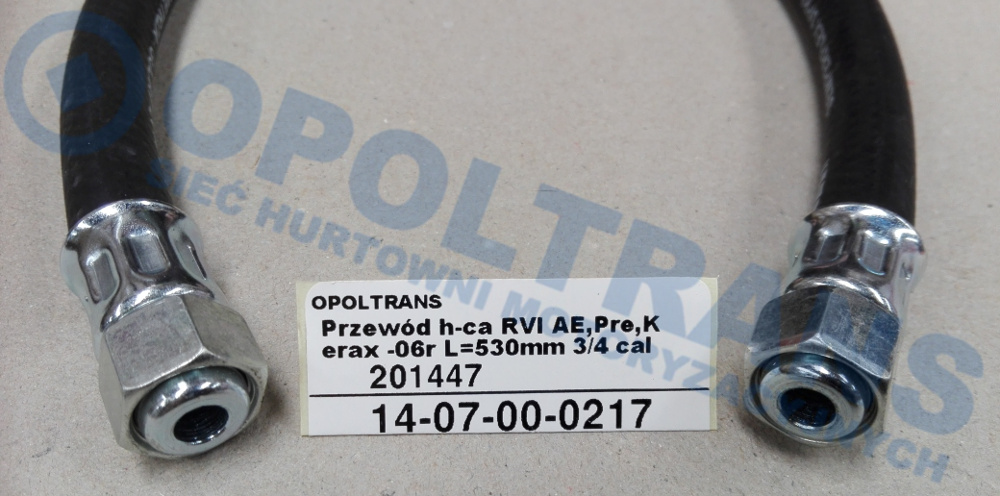 OPOLTRANS
SIEĆ HURTOWNI MOTORYZACYJNYCH
OPOLTRANS
Przewód h-ca RVI AE,Pre,K
erax -06r L=530mm 3/4 cal
201447
14-07-00-0217